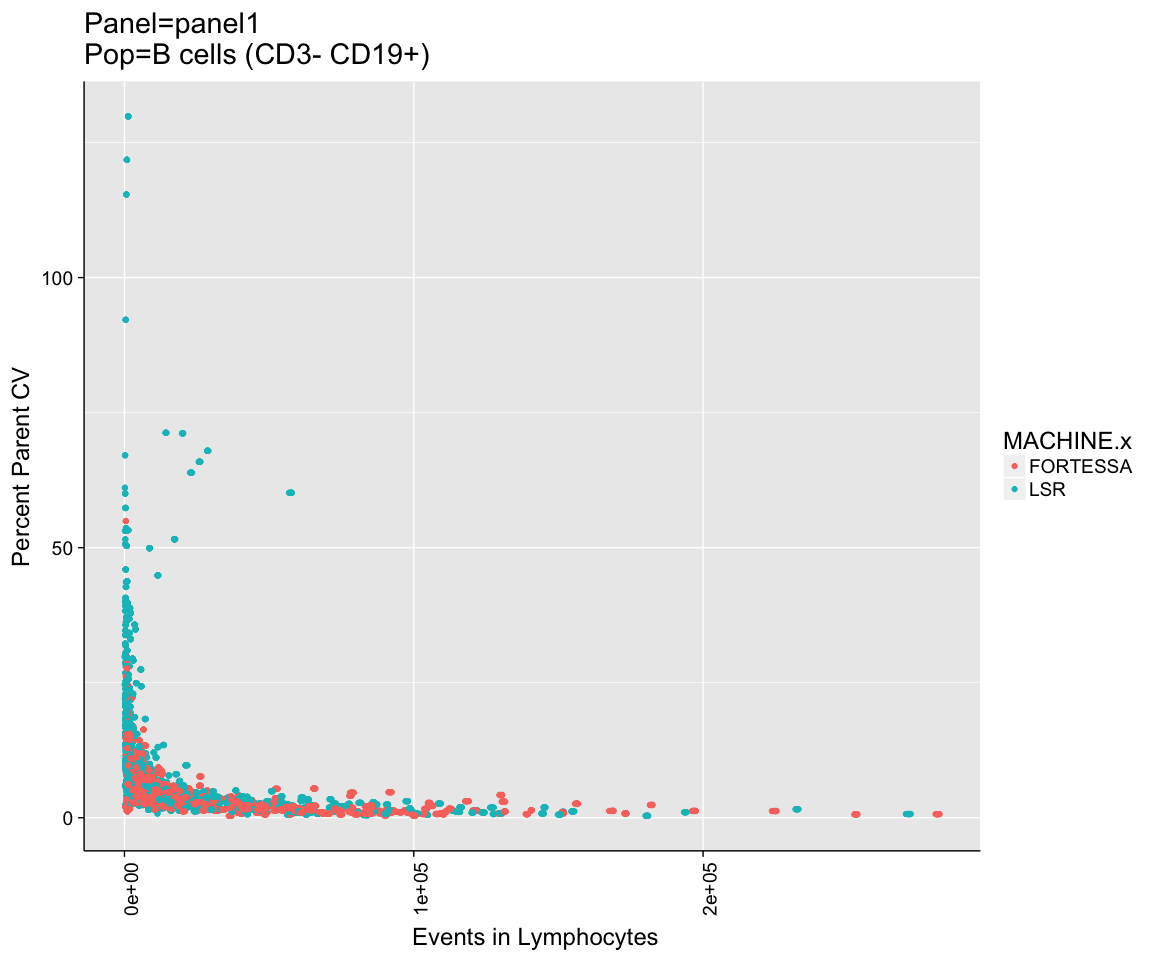 Panel=panel1
Pop=B cells (CD3- CD19+)
Percent Parent CV
100
50
0
0e+00
1e+05
2e+05
Events in Lymphocytes
MACHINE.x
FORTESSA
LSR